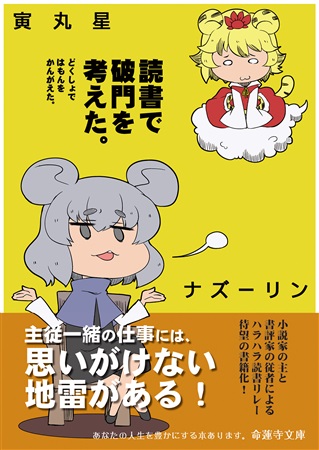 寅丸星
読書で
破門を
考えた。
どくしょで
はもんを
かんがえた。
ナズーリン
小説家の主と
書評家の従者による
ハラハラ読書リレー
待望の書籍化！
主従一緒の仕事には、
思いがけない
地雷がある！
あなたの人生を豊かにする本あります。
命蓮寺文庫